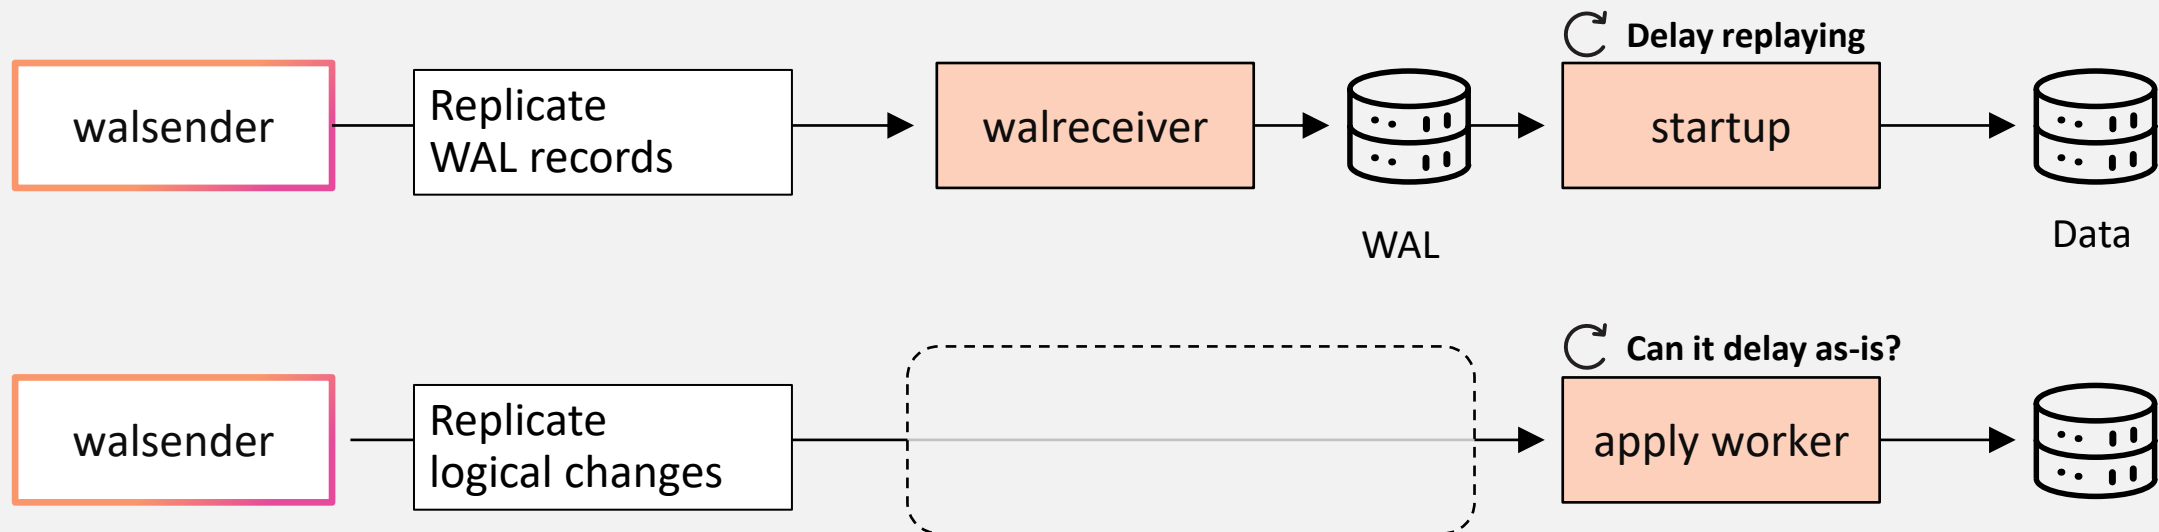 Delay replaying
walsender
Replicate
WAL records
walreceiver
startup
WAL
Data
Can it delay as-is?
walsender
Replicate
logical changes
apply worker